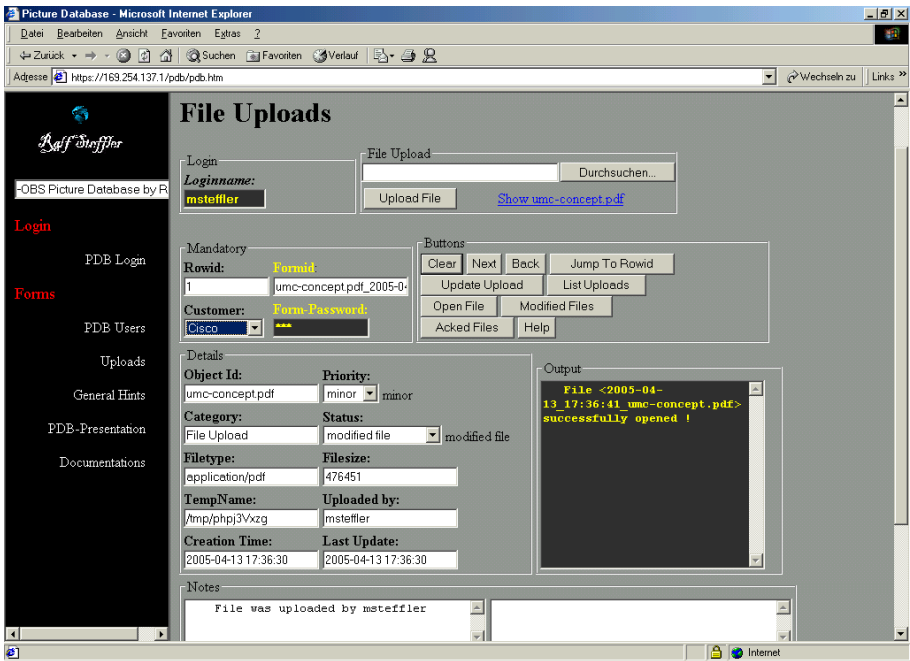 Picture Database - Microsoft Internet Explorer
Datei Bearbeiten Ansicht Favoriten Extras ?
Zurück Suchen Favoriten Verlauf
Adresse https://169.254.137.1/pdb/pdb.htm Wechseln zu Links »
Ralf Steffler
-OBS Picture Database by R
Login
PDB Login
Forms
PDB Users
Uploads
General Hints
PDB-Presentation
Documentations
File Uploads
Login
Loginname:
msteffler
File Upload
Durchsuchen...
Upload File Show umc-concept.pdf
Mandatory
Rowid: Formid:
1 umc-concept.pdf_2005-04
Customer: Form-Password:
Cisco ***
Buttons
Clear Next Back Jump To Rowid
Update Upload List Uploads
Open File Modified Files
Acked Files Help
Details
Object Id: Priority:
umc-concept.pdf minor minor
Category: Status:
File Upload modified file modified file
Filetype: Filesize:
application/pdf 476451
TempName: Uploaded by:
/tmp/phpj3Vxzg msteffler
Creation Time: Last Update:
2005-04-13 17:36:30 2005-04-13 17:36:30
Output
File <2005-04-
13_17:36:41_umc-concept.pdf>
successfully opened !
Notes
File was uploaded by msteffler
Internet